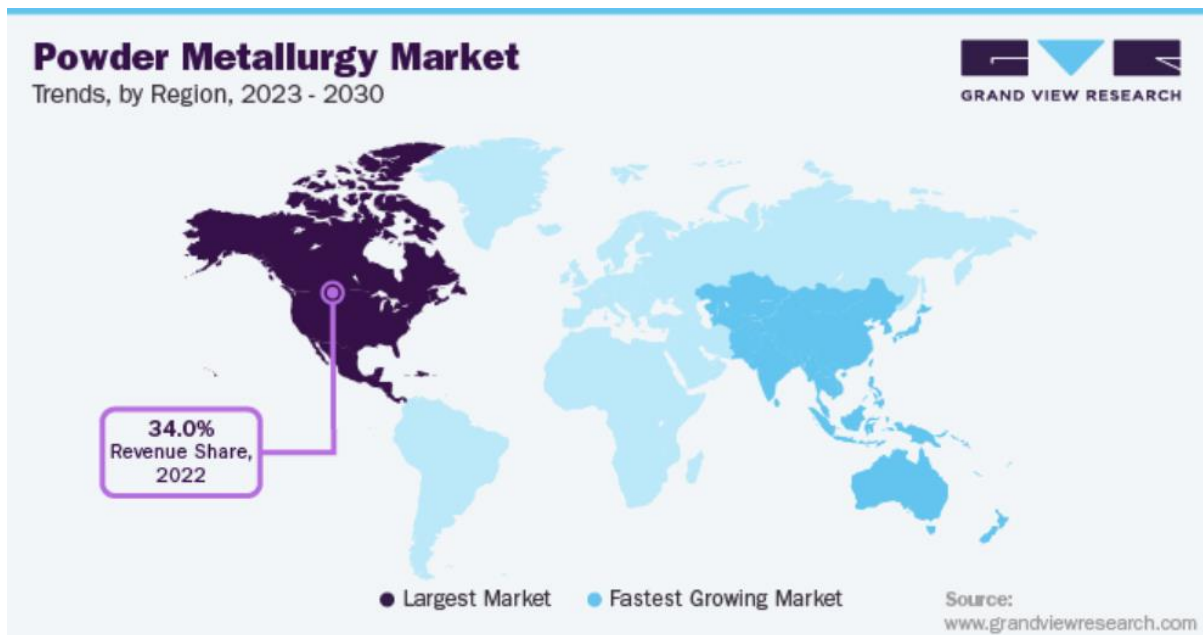 Powder Metallurgy Market
Trends, by Region, 2023 - 2030
GRAND VIEW RESEARCH
34.0%
Revenue Share,
2022
Largest Market
Fastest Growing Market
Source:
www.grandviewresearch.com